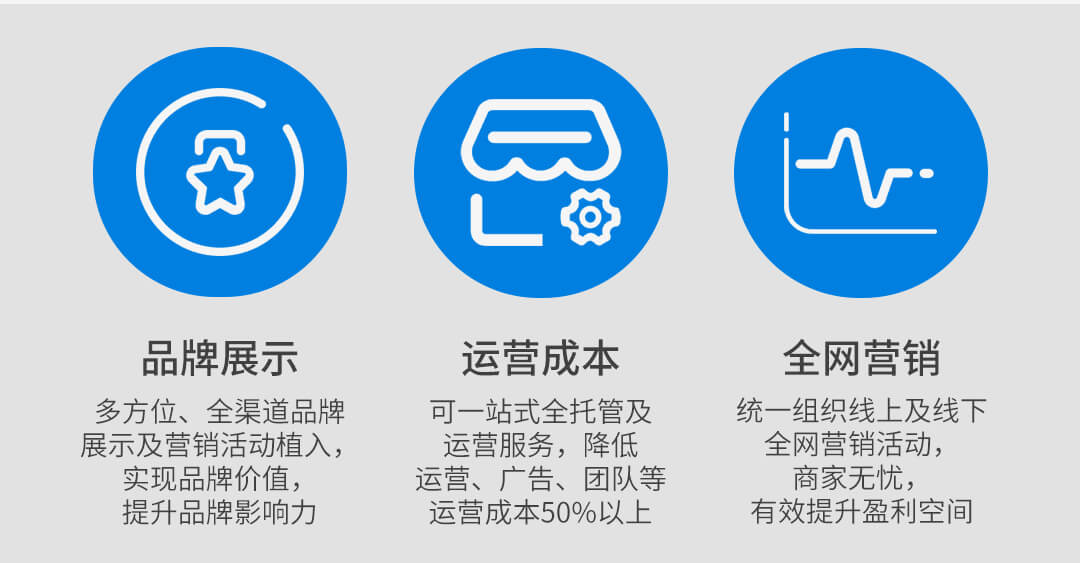 品牌展示
多方位、全渠道品牌
展示及营销活动植入，
实现品牌价值，
提升品牌影响力
运营成本
可一站式全托管及
运营服务，降低
运营、广告、团队等
运营成本50%以上
全网营销
统一组织线上及线下
全网营销活动，
商家无忧，
有效提升盈利空间